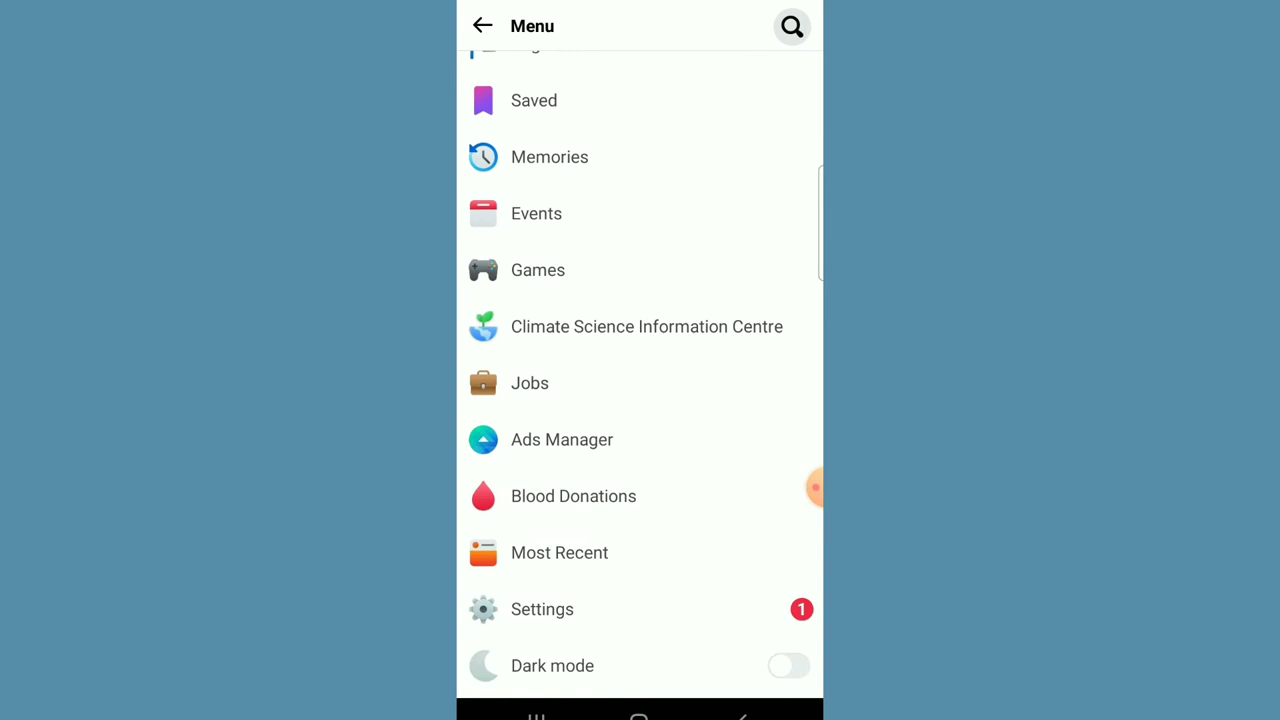 Menu
Saved
Memories
Events
Games
Climate Science Information Centre
Jobs
Ads Manager
Blood Donations
Most Recent
Settings
1
Dark mode